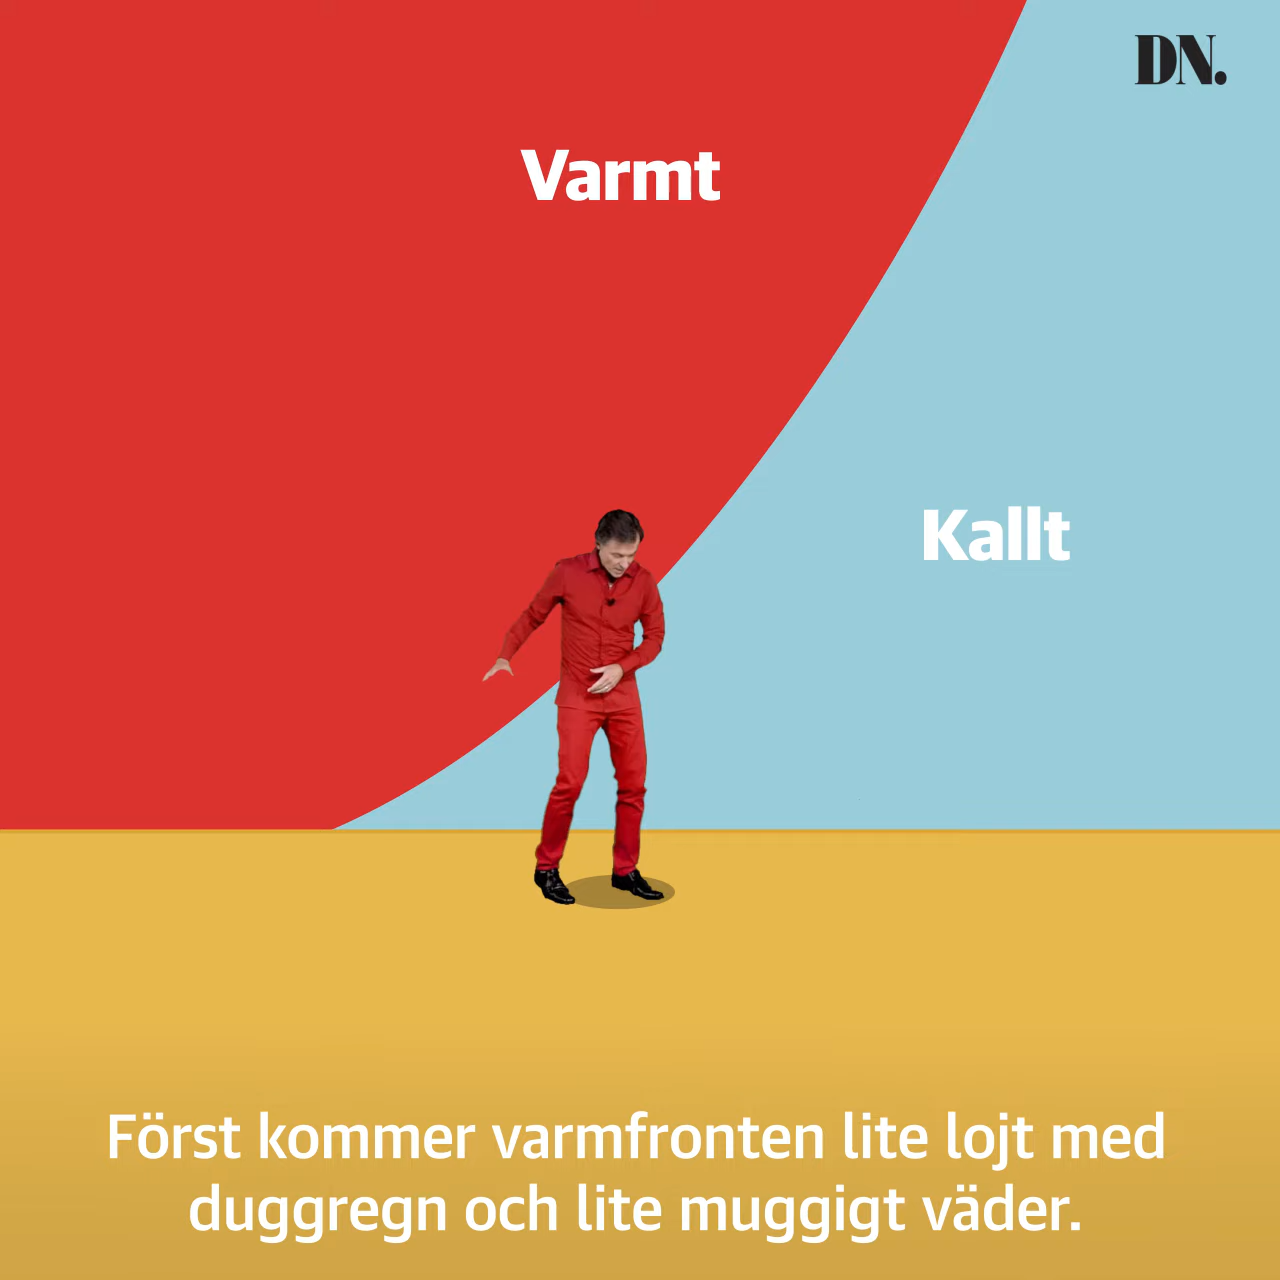 DN.
Varmt
Kallt
Först kommer varmfronten lite lojt med
duggregn och lite muggigt väder.